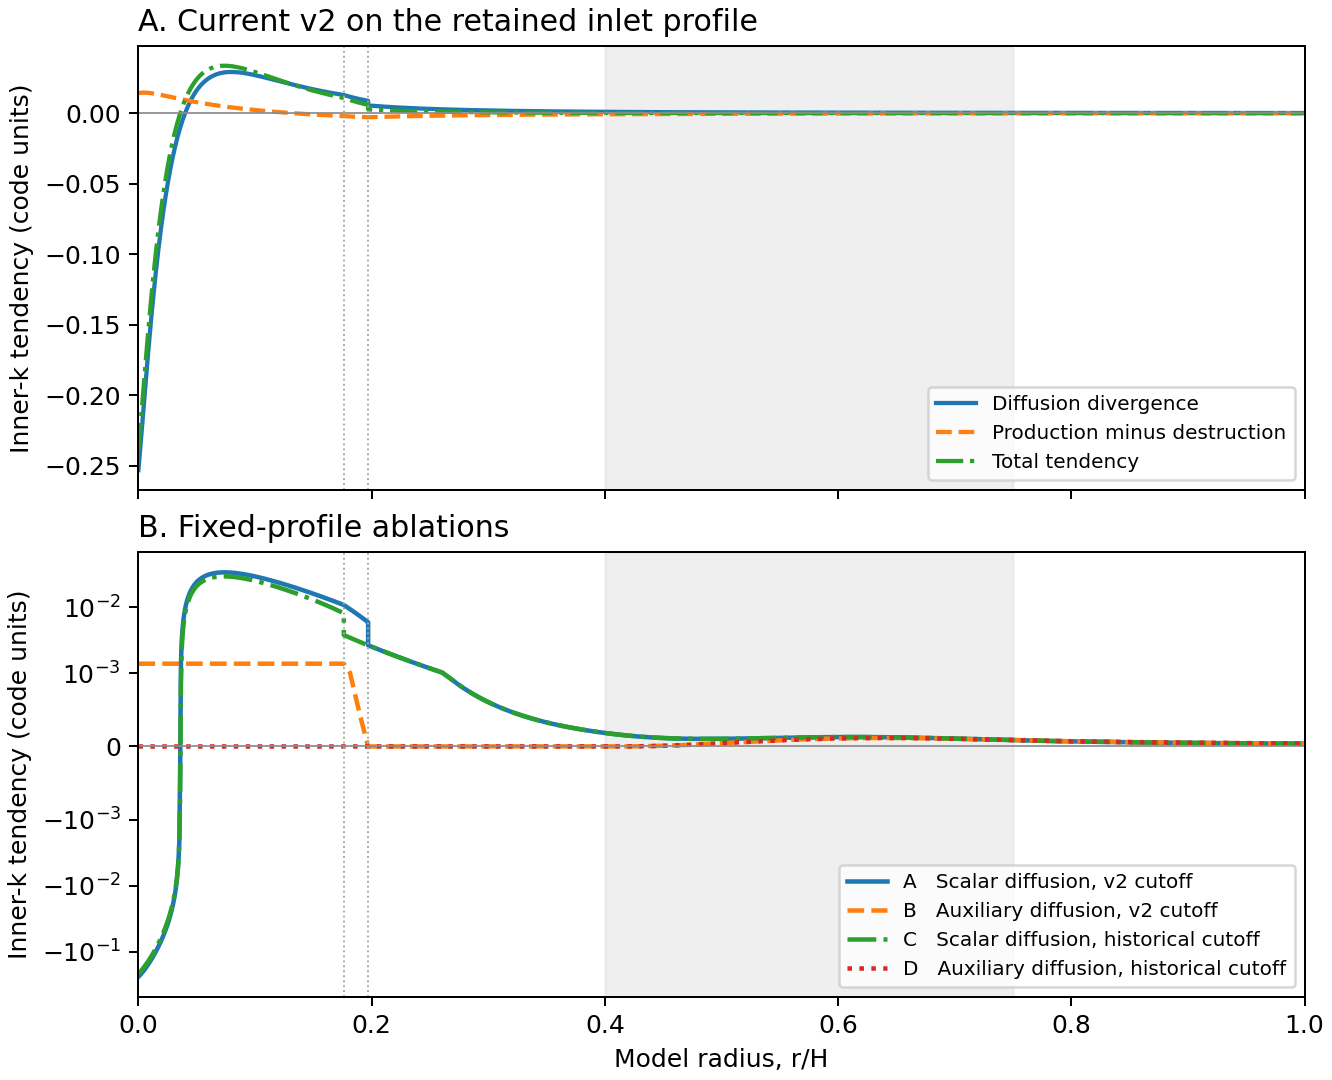 A. Current v2 on the retained inlet profile
Inner-k tendency (code units)
0.00
−0.05
−0.10
−0.15
−0.20
−0.25
Diffusion divergence
Production minus destruction
Total tendency
B. Fixed-profile ablations
Inner-k tendency (code units)
10⁻²
10⁻³
0
−10⁻³
−10⁻²
−10⁻¹
A Scalar diffusion, v2 cutoff
B Auxiliary diffusion, v2 cutoff
C Scalar diffusion, historical cutoff
D Auxiliary diffusion, historical cutoff
0.0 0.2 0.4 0.6 0.8 1.0
Model radius, r/H